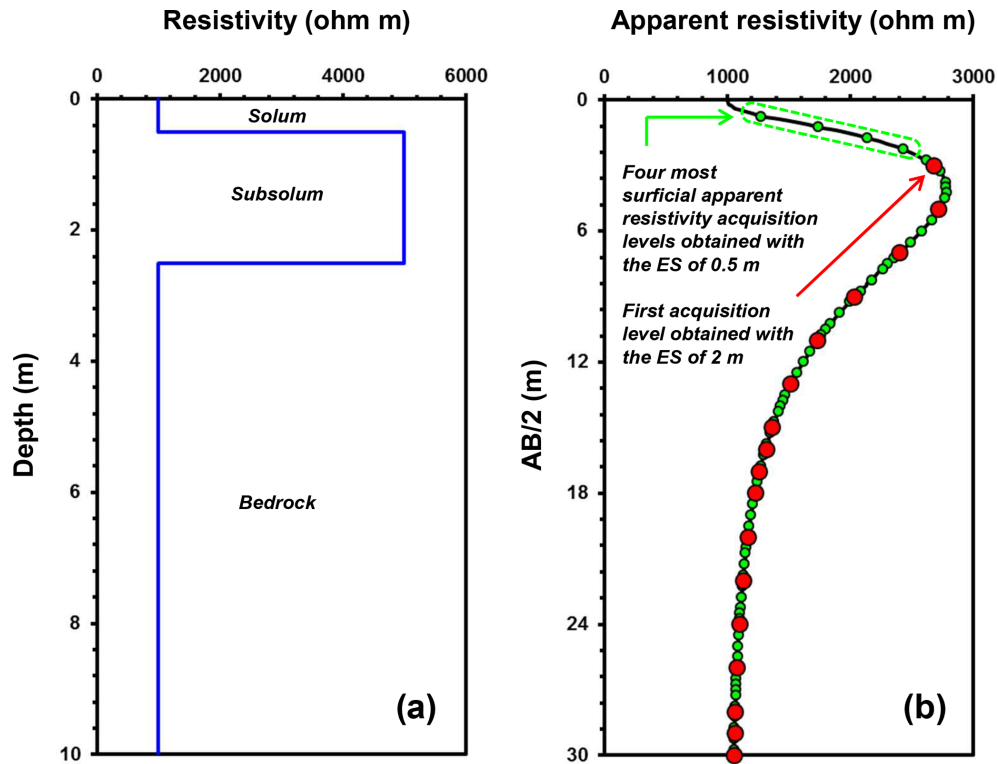 Resistivity (ohm m)
0 2000 4000 6000
0
2
4
6
8
10
Depth (m)
Solum
Subsolum
Bedrock
(a)
Apparent resistivity (ohm m)
0 1000 2000 3000
0
6
12
18
24
30
AB/2 (m)
Four most
surficial apparent
resistivity acquisition
levels obtained with
the ES of 0.5 m
First acquisition
level obtained with
the ES of 2 m
(b)